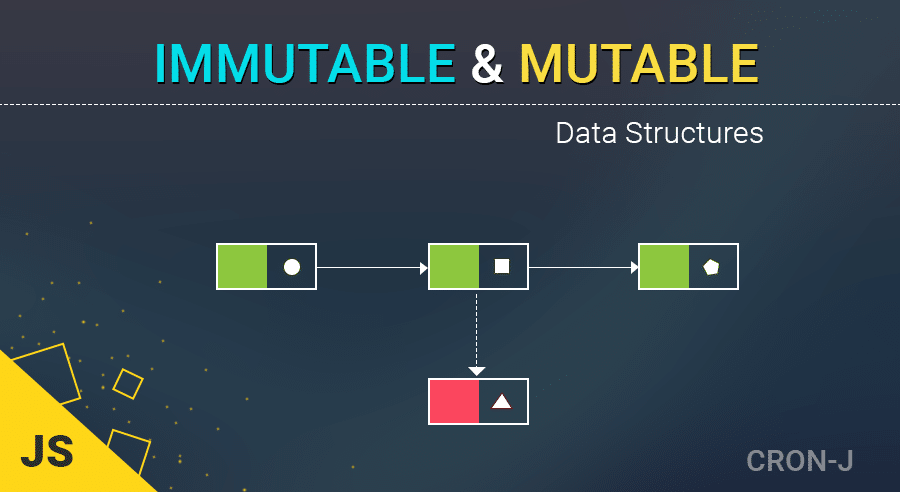 IMMUTABLE & MUTABLE
Data Structures
JS
CRON-J